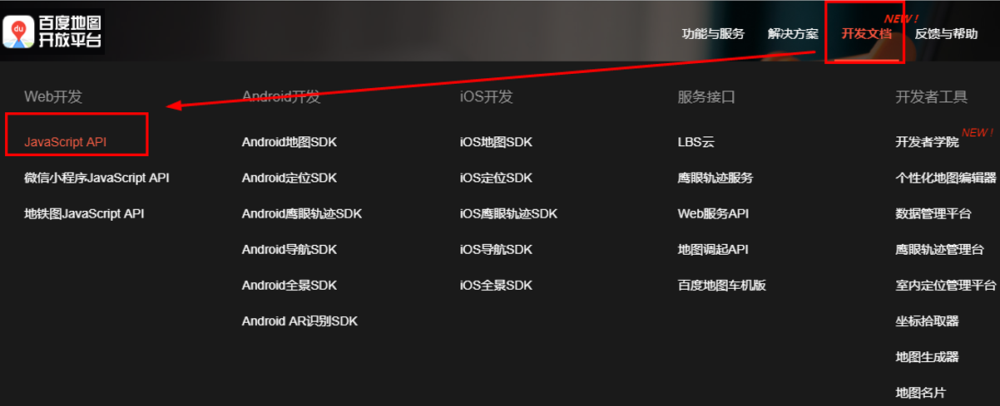 du
百度地图
开放平台
功能与服务 解决方案 开发文档 NEW! 反馈与帮助
Web开发 Android开发 iOS开发 服务接口 开发者工具
JavaScript API Android地图SDK iOS地图SDK LBS云 开发者学院 NEW!
微信小程序JavaScript API Android定位SDK iOS定位SDK 鹰眼轨迹服务 个性化地图编辑器
地铁图JavaScript API Android鹰眼轨迹SDK iOS鹰眼轨迹SDK Web服务API 数据管理平台
Android导航SDK iOS导航SDK 地图调起API 鹰眼轨迹管理台
Android全景SDK iOS全景SDK 百度地图车机版 室内定位管理平台
Android AR识别SDK 坐标拾取器
地图生成器
地图名片